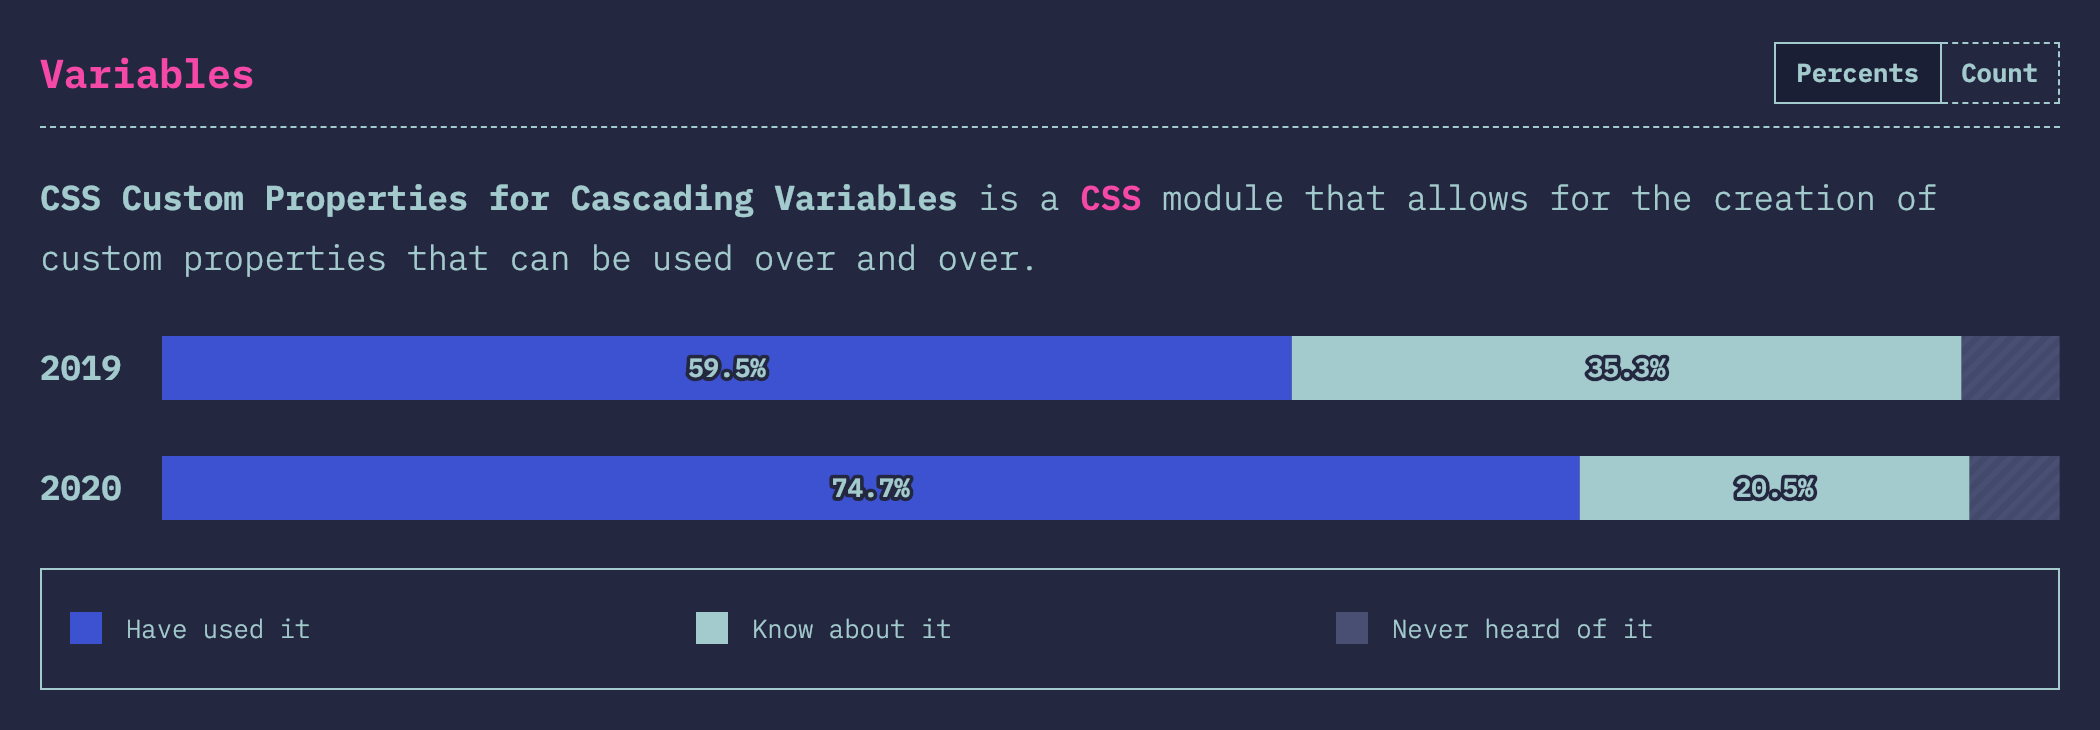 Variables
Percents Count
CSS Custom Properties for Cascading Variables is a CSS module that allows for the creation of
custom properties that can be used over and over.
2019 59.5% 35.3%
2020 74.7% 20.5%
Have used it Know about it Never heard of it